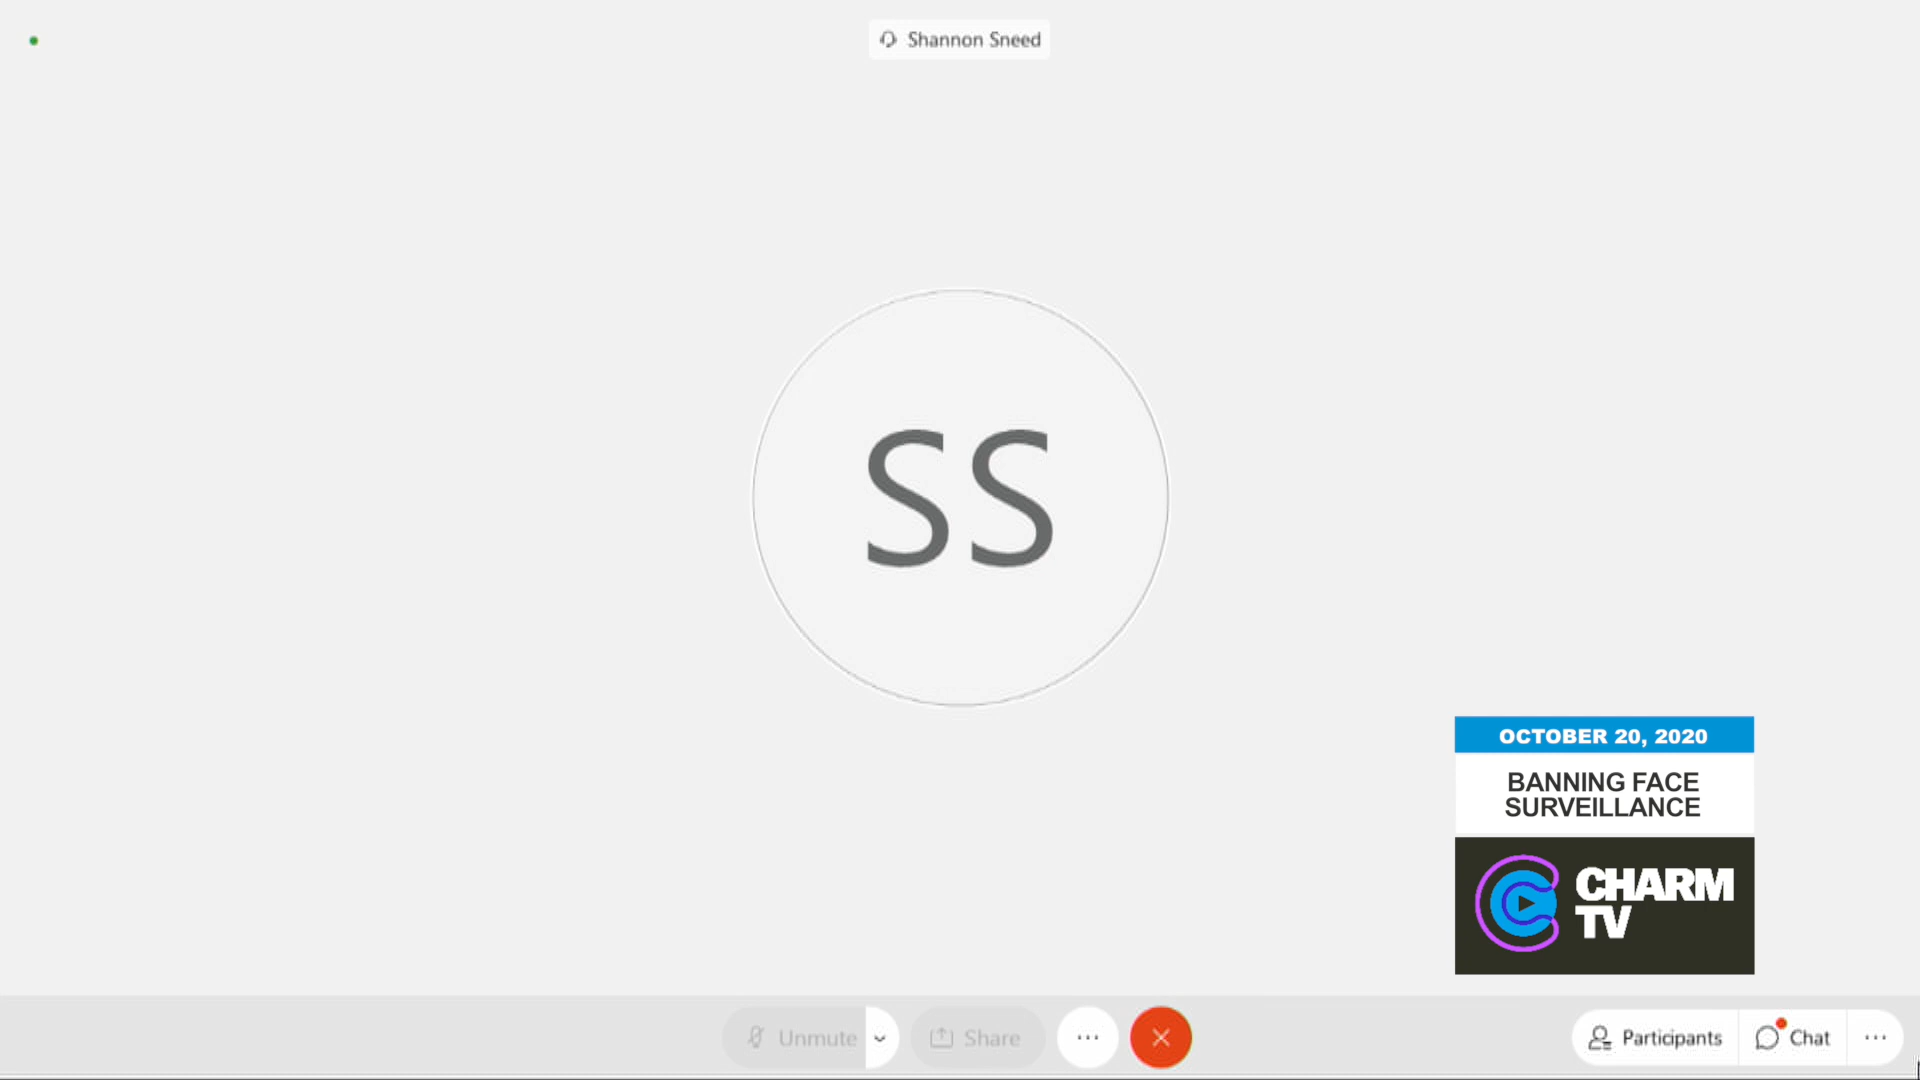 Shannon Sneed
SS
OCTOBER 20, 2020
BANNING FACE
SURVEILLANCE
CHARM
TV
Unmute
Share
Participants
Chat